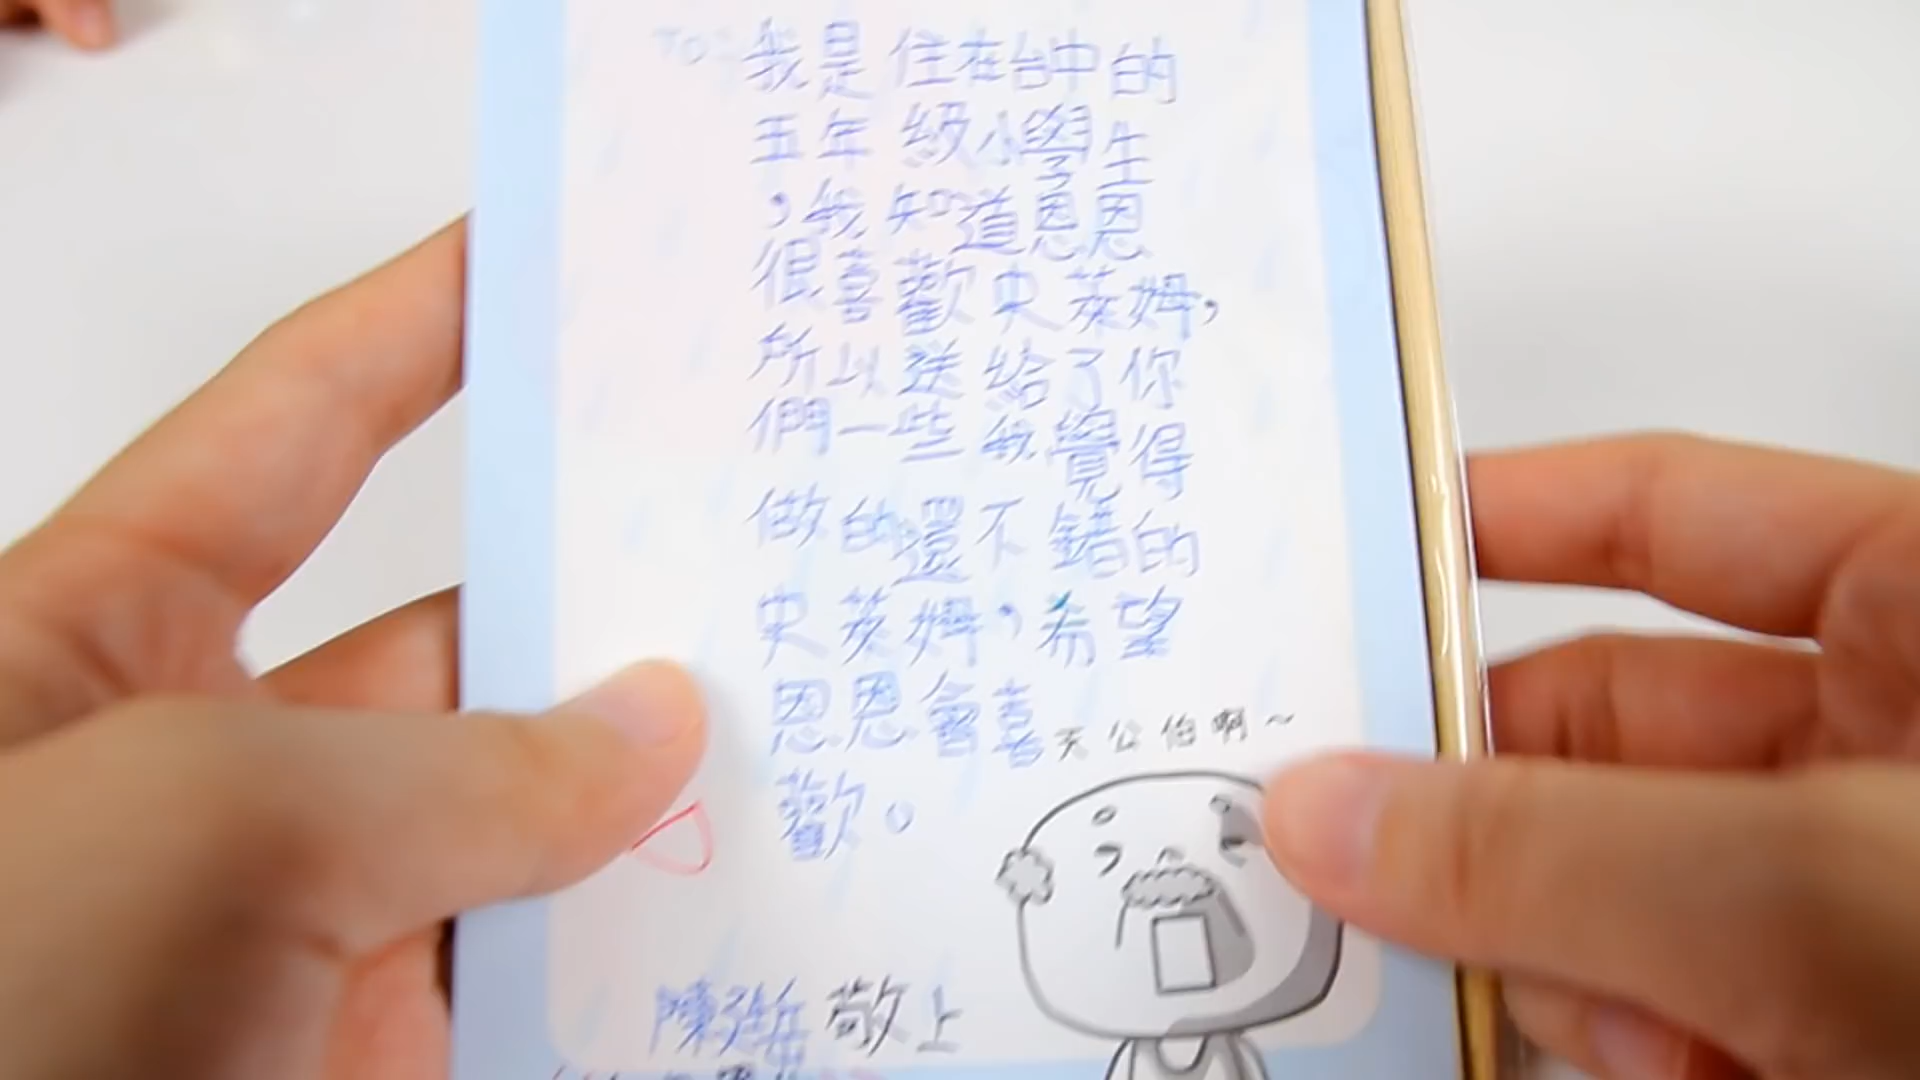 To
我是住在台中的
五年級小學生
，我知道恩恩
很喜歡史萊姆，
所以送給了你
們一些我覺得
做的還不錯的
史萊姆，希望
恩恩會喜
歡。
天公伯啊～
陳 敬上